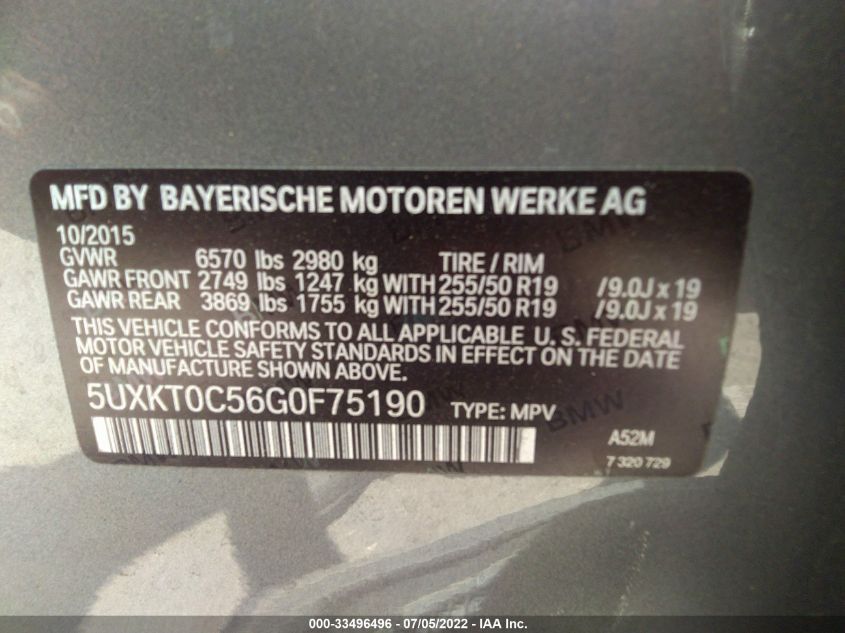 MFD BY BAYERISCHE MOTOREN WERKE AG
10/2015
GVWR 6570 lbs 2980 kg TIRE / RIM
GAWR FRONT 2749 lbs 1247 kg WITH 255/50 R19 /9.0J x 19
GAWR REAR 3869 lbs 1755 kg WITH 255/50 R19 /9.0J x 19
THIS VEHICLE CONFORMS TO ALL APPLICABLE U. S. FEDERAL
MOTOR VEHICLE SAFETY STANDARDS IN EFFECT ON THE DATE
OF MANUFACTURE SHOWN ABOVE.
5UXKT0C56G0F75190 TYPE: MPV
BMW
A52M
7 320 729
000-33496496 - 07/05/2022 - IAA Inc.